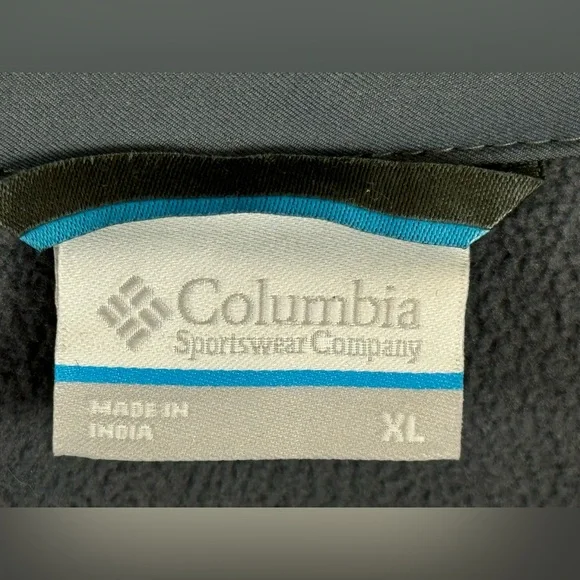 Columbia
Sportswear Company
MADE IN
INDIA
XL